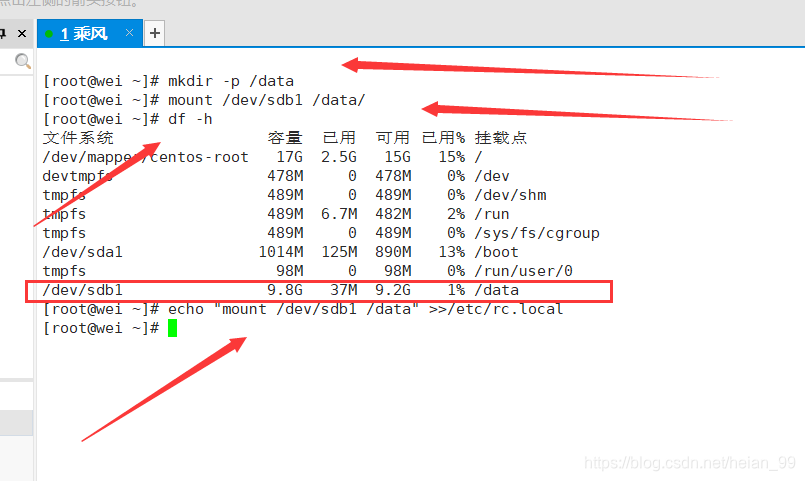 点击左侧的箭头按钮。
1 乘风 × +
[root@wei ~]# mkdir -p /data
[root@wei ~]# mount /dev/sdb1 /data/
[root@wei ~]# df -h
文件系统 容量 已用 可用 已用% 挂载点
/dev/mapper/centos-root 17G 2.5G 15G 15% /
devtmpfs 478M 0 478M 0% /dev
tmpfs 489M 0 489M 0% /dev/shm
tmpfs 489M 6.7M 482M 2% /run
tmpfs 489M 0 489M 0% /sys/fs/cgroup
/dev/sda1 1014M 125M 890M 13% /boot
tmpfs 98M 0 98M 0% /run/user/0
/dev/sdb1 9.8G 37M 9.2G 1% /data
[root@wei ~]# echo "mount /dev/sdb1 /data" >>/etc/rc.local
[root@wei ~]#
https://blog.csdn.net/heian_99